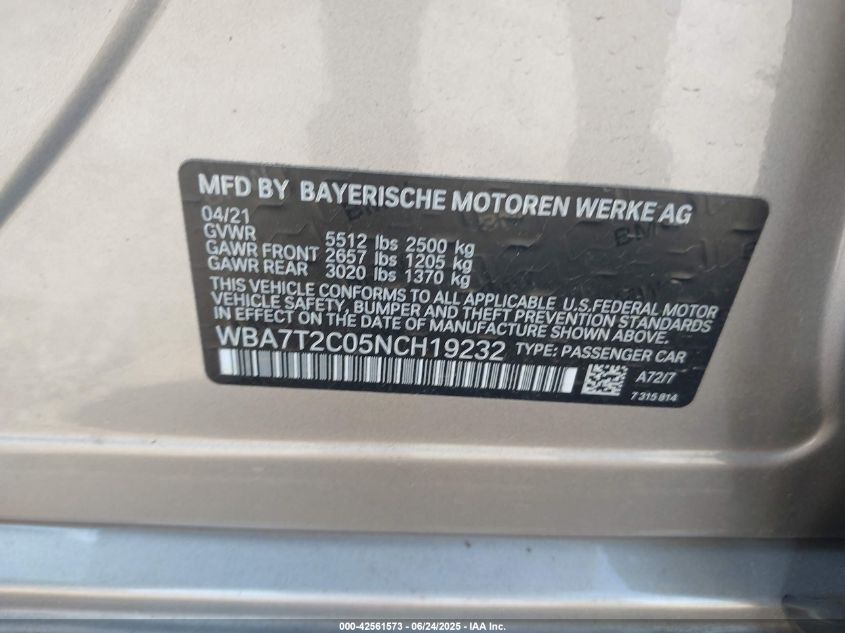 MFD BY BAYERISCHE MOTOREN WERKE AG
04/21
GVWR 5512 lbs 2500 kg
GAWR FRONT 2657 lbs 1205 kg
GAWR REAR 3020 lbs 1370 kg
THIS VEHICLE CONFORMS TO ALL APPLICABLE U.S.FEDERAL MOTOR
VEHICLE SAFETY, BUMPER AND THEFT PREVENTION STANDARDS
IN EFFECT ON THE DATE OF MANUFACTURE SHOWN ABOVE.
WBA7T2C05NCH19232 TYPE: PASSENGER CAR
A72/7
7 315 814
000-42561573 - 06/24/2025 - IAA Inc.